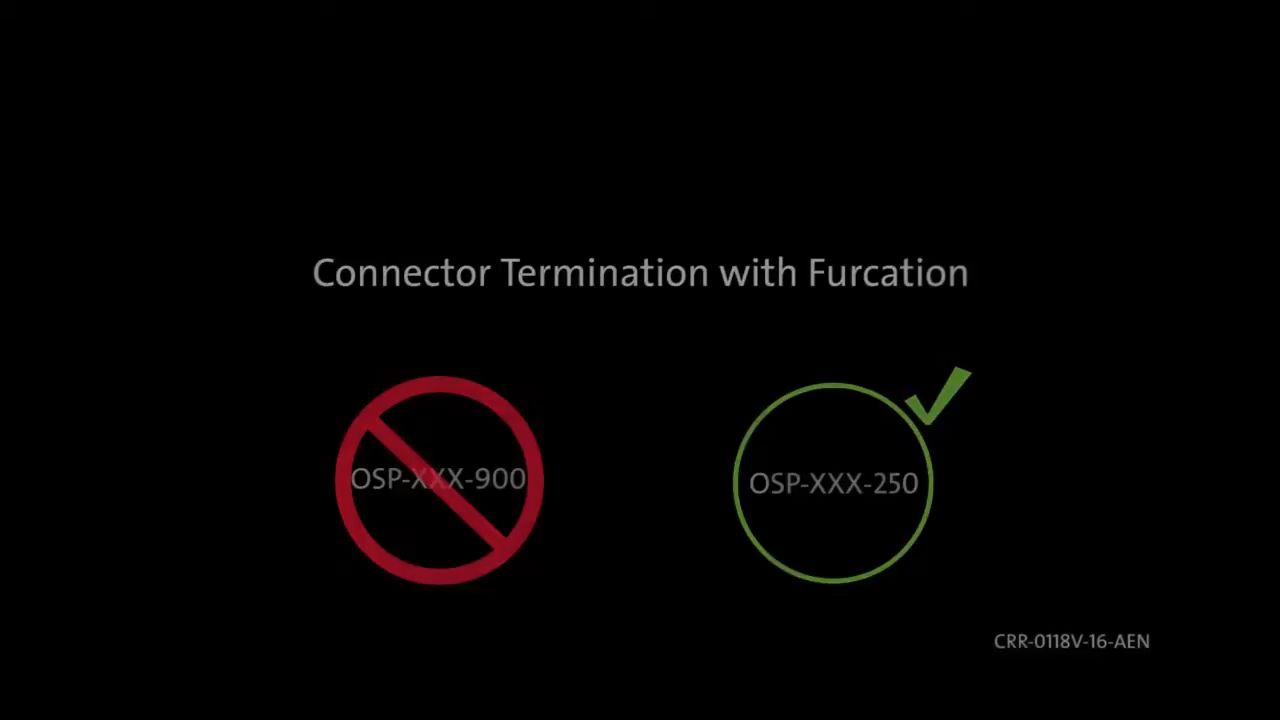 Connector Termination with Furcation
OSP-XXX-900
OSP-XXX-250
CRR-0118V-16-AEN